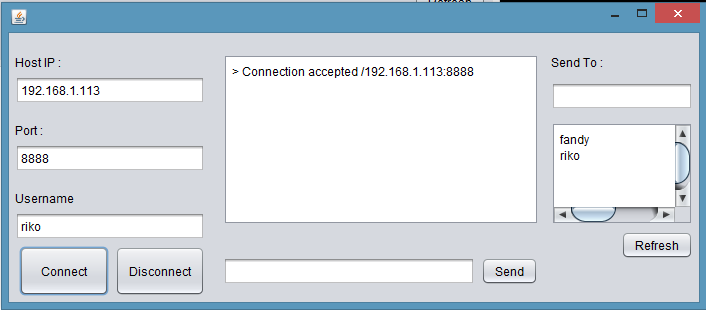 Host IP :
192.168.1.113
Port :
8888
Username
riko
Connect
Disconnect
> Connection accepted /192.168.1.113:8888
Send
Send To :
fandy
riko
Refresh